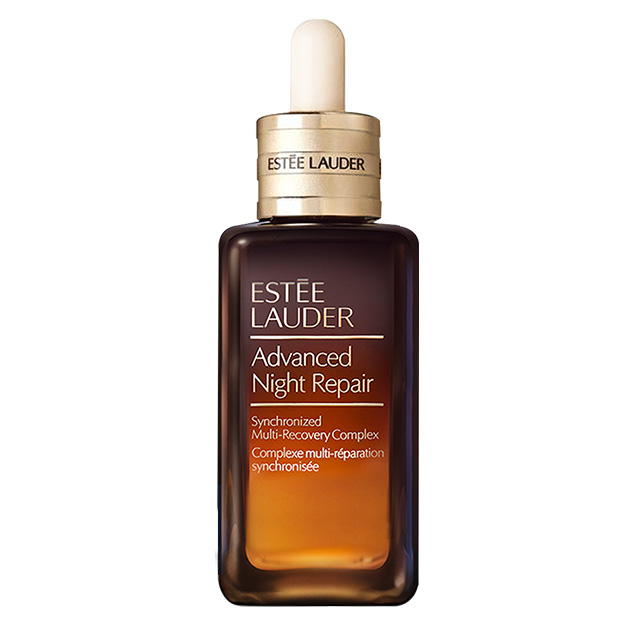 ESTĒE LAUDER
ESTĒE
LAUDER
Advanced
Night Repair
Synchronized
Multi-Recovery Complex
Complexe multi-réparation
synchronisée